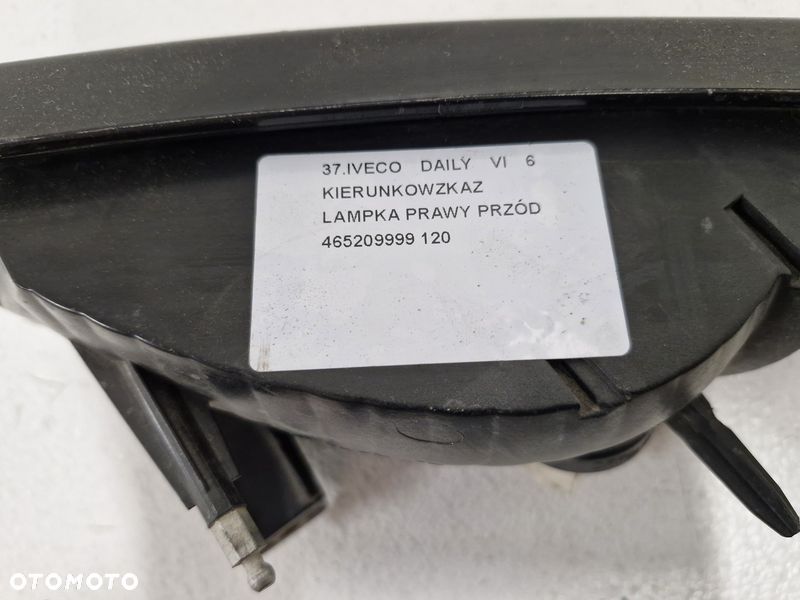 37.IVECO DAILY VI 6
KIERUNKOWZKAZ
LAMPKA PRAWY PRZÓD
465209999 120
OTOMOTO